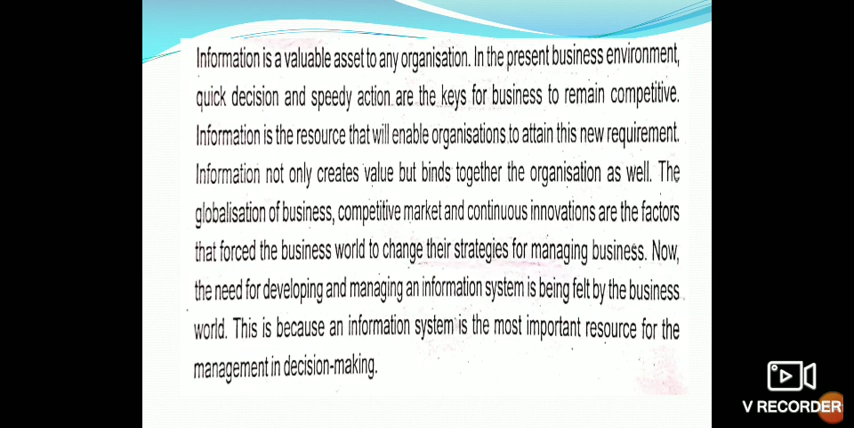 Information is a valuable asset to any organisation. In the present business environment,
quick decision and speedy action are the keys for business to remain competitive.
Information is the resource that will enable organisations to attain this new requirement.
Information not only creates value but binds together the organisation as well. The
globalisation of business, competitive market and continuous innovations are the factors
that forced the business world to change their strategies for managing business. Now,
the need for developing and managing an information system is being felt by the business
world. This is because an information system is the most important resource for the
management in decision-making.
V RECORDER